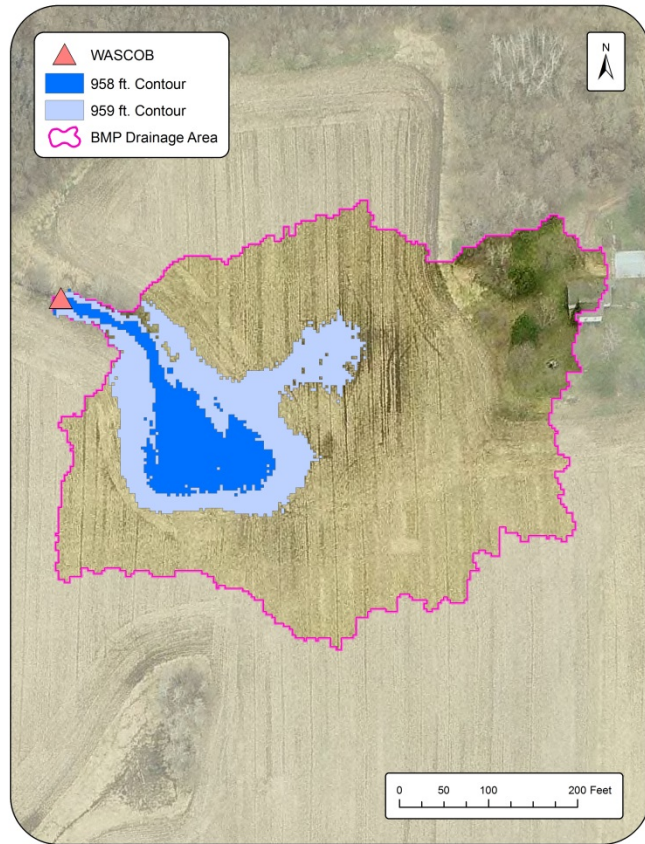 WASCOB
958 ft. Contour
959 ft. Contour
BMP Drainage Area
N
0 50 100 200 Feet